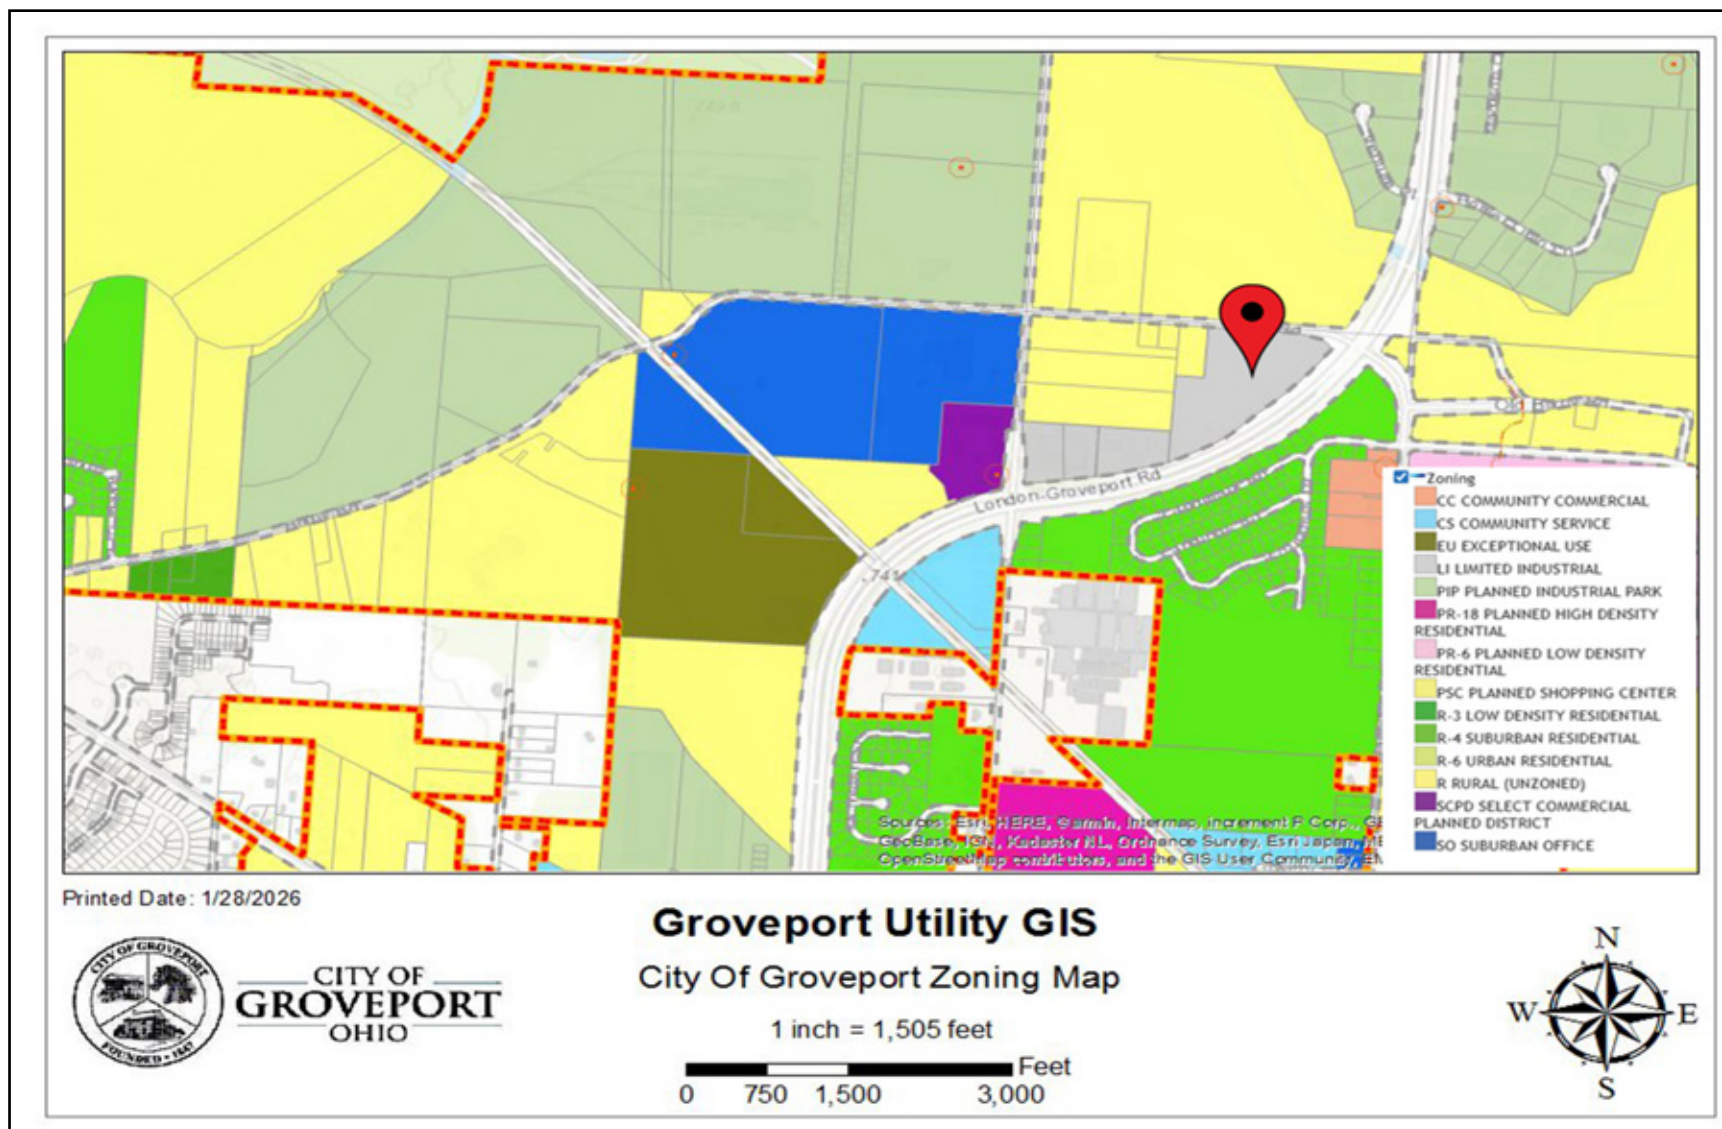 London-Groveport Rd
741
Zoning
CC COMMUNITY COMMERCIAL
CS COMMUNITY SERVICE
EU EXCEPTIONAL USE
LI LIMITED INDUSTRIAL
PIP PLANNED INDUSTRIAL PARK
PR-18 PLANNED HIGH DENSITY
RESIDENTIAL
PR-6 PLANNED LOW DENSITY
RESIDENTIAL
PSC PLANNED SHOPPING CENTER
R-3 LOW DENSITY RESIDENTIAL
R-4 SUBURBAN RESIDENTIAL
R-6 URBAN RESIDENTIAL
R RURAL (UNZONED)
SCPD SELECT COMMERCIAL
PLANNED DISTRICT
SO SUBURBAN OFFICE
Sources: Esri, HERE, Garmin, Intermap, increment P Corp.,
GeoBase, IGN, Kadaster NL, Ordnance Survey, Esri Japan,
OpenStreetMap contributors, and the GIS User Community,
Printed Date: 1/28/2026
Groveport Utility GIS
City Of Groveport Zoning Map
1 inch = 1,505 feet
Feet
0 750 1,500 3,000
CITY OF GROVEPORT
FOUNDED • 1847
CITY OF
GROVEPORT
OHIO
N
W E
S